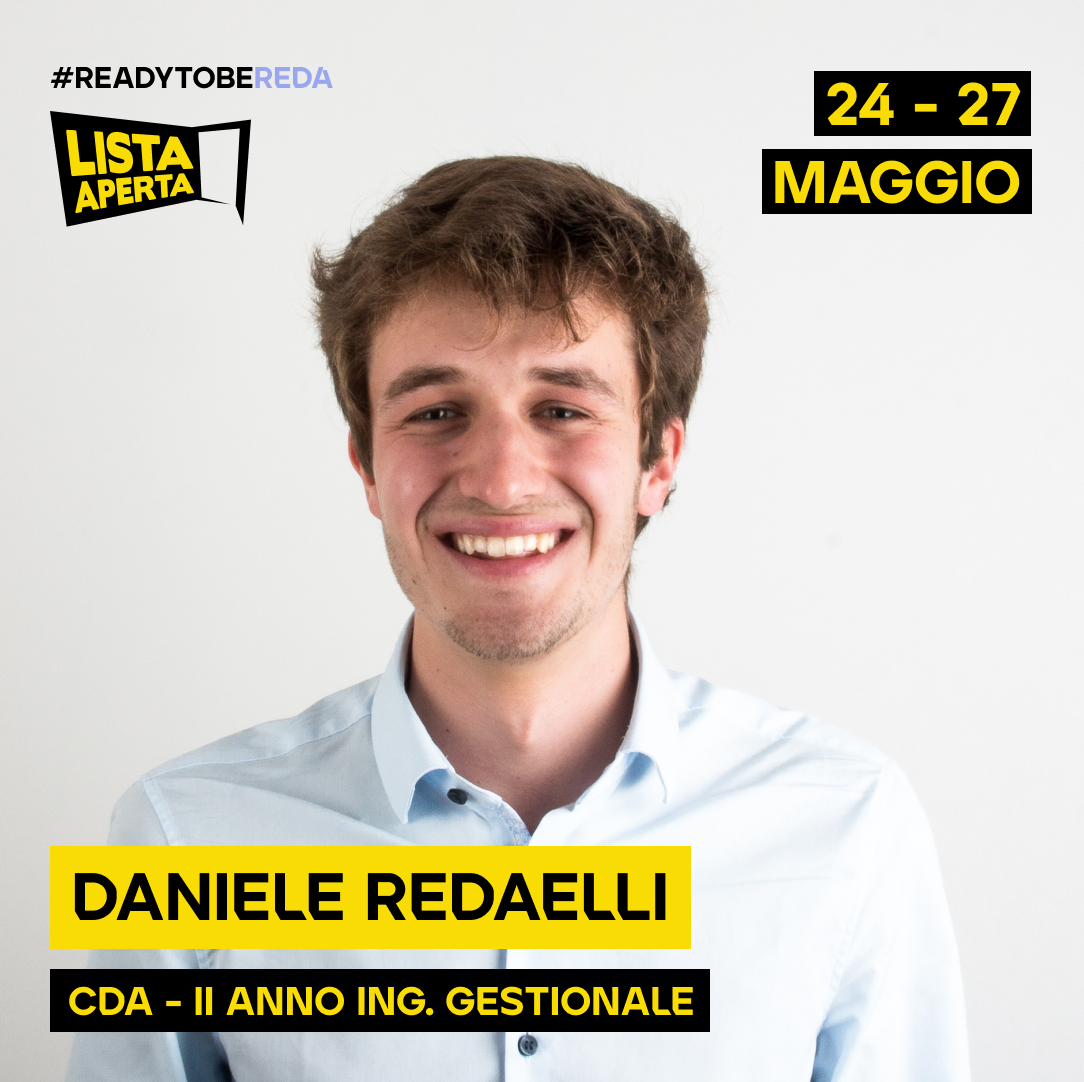 #READYTOBEREDA
LISTA
APERTA
24 - 27
MAGGIO
DANIELE REDAELLI
CDA - II ANNO ING. GESTIONALE